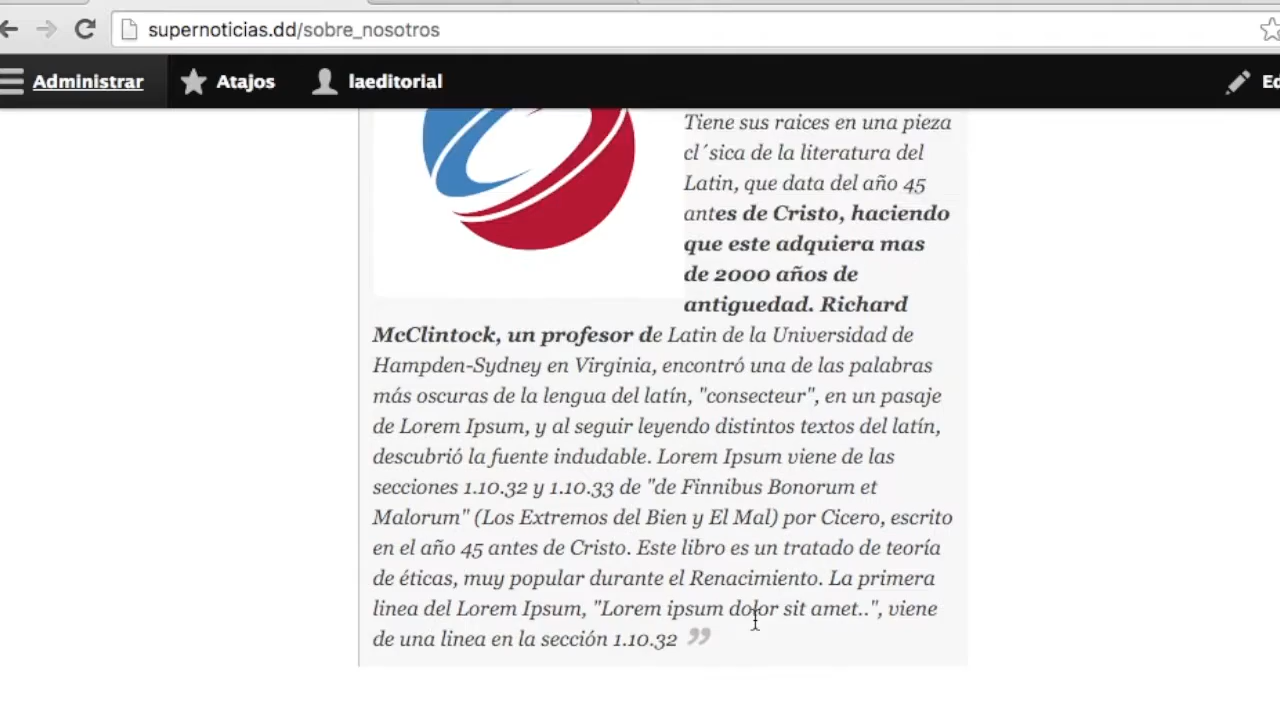 supernoticias.dd/sobre_nosotros
Administrar Atajos laeditorial
Tiene sus raices en una pieza
cl´sica de la literatura del
Latin, que data del año 45
antes de Cristo, haciendo
que este adquiera mas
de 2000 años de
antiguedad. Richard
McClintock, un profesor de Latin de la Universidad de
Hampden-Sydney en Virginia, encontró una de las palabras
más oscuras de la lengua del latín, "consecteur", en un pasaje
de Lorem Ipsum, y al seguir leyendo distintos textos del latín,
descubrió la fuente indudable. Lorem Ipsum viene de las
secciones 1.10.32 y 1.10.33 de "de Finnibus Bonorum et
Malorum" (Los Extremos del Bien y El Mal) por Cicero, escrito
en el año 45 antes de Cristo. Este libro es un tratado de teoría
de éticas, muy popular durante el Renacimiento. La primera
linea del Lorem Ipsum, "Lorem ipsum dolor sit amet..", viene
de una linea en la sección 1.10.32 ”